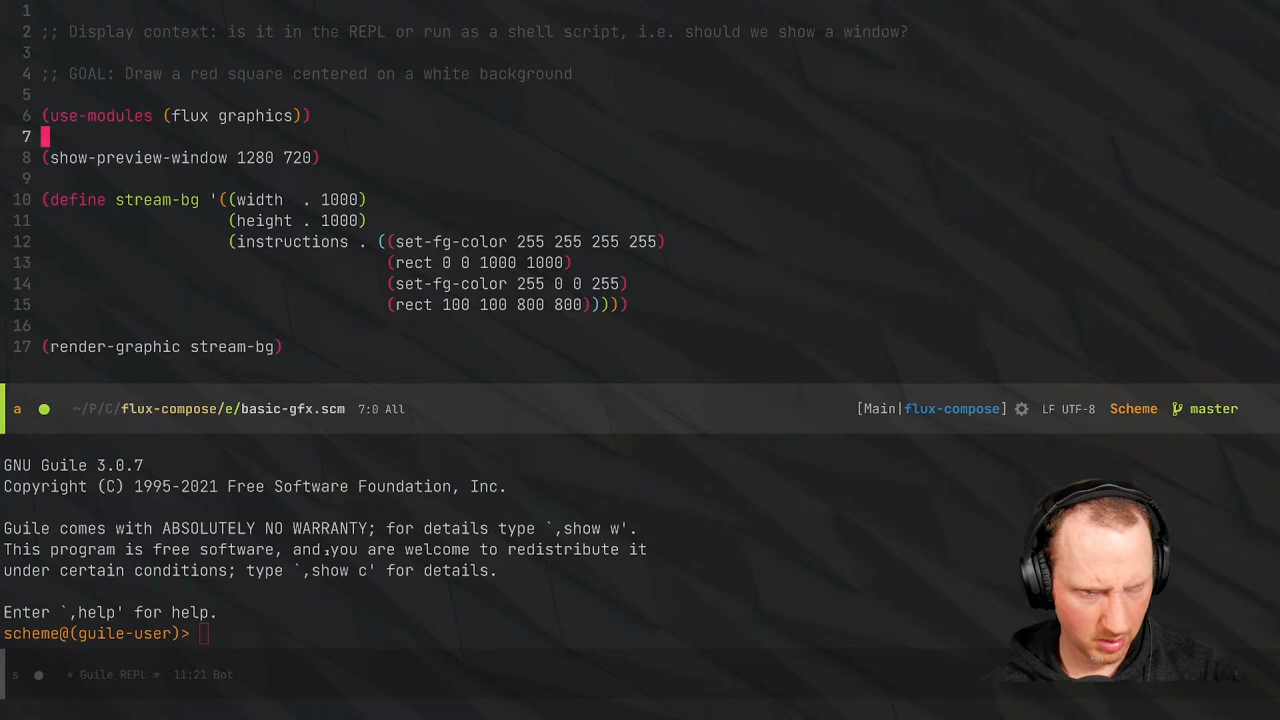 1
2 ;; Display context: is it in the REPL or run as a shell script, i.e. should we show a window?
3
4 ;; GOAL: Draw a red square centered on a white background
5
6 (use-modules (flux graphics))
7
8 (show-preview-window 1280 720)
9
10 (define stream-bg '((width  . 1000)
11 (height . 1000)
12 (instructions . ((set-fg-color 255 255 255 255)
13 (rect 0 0 1000 1000)
14 (set-fg-color 255 0 0 255)
15 (rect 100 100 800 800)))))
16
17 (render-graphic stream-bg)
a ~/P/C/flux-compose/e/basic-gfx.scm 7:0 All [Main|flux-compose] LF UTF-8 Scheme master
GNU Guile 3.0.7
Copyright (C) 1995-2021 Free Software Foundation, Inc.
Guile comes with ABSOLUTELY NO WARRANTY; for details type `,show w'.
This program is free software, and you are welcome to redistribute it
under certain conditions; type `,show c' for details.
Enter `,help' for help.
scheme@(guile-user)>
s * Guile REPL * 11:21 Bot